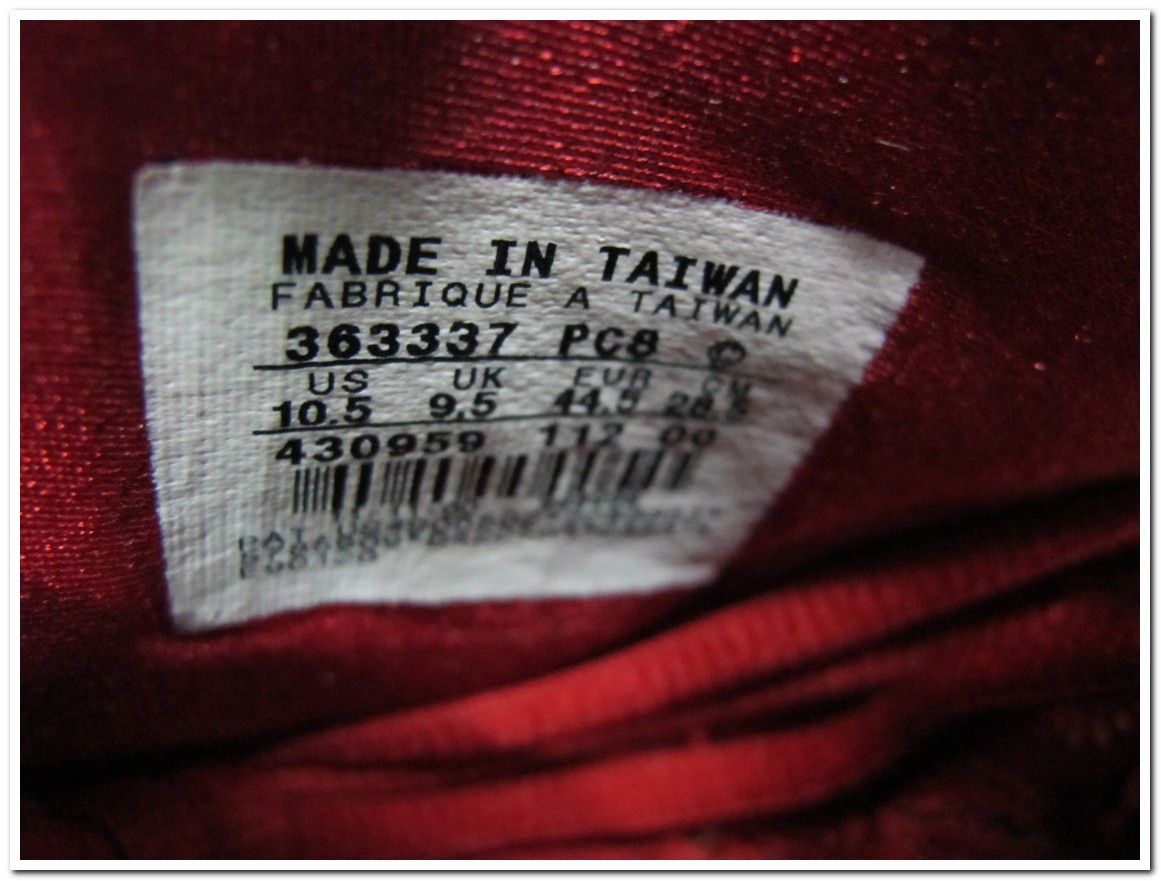 MADE IN TAIWAN
FABRIQUE A TAIWAN
363337 PC8 ©
US UK EUR CM
10.5 9.5 44.5 28.5
430959 112 00